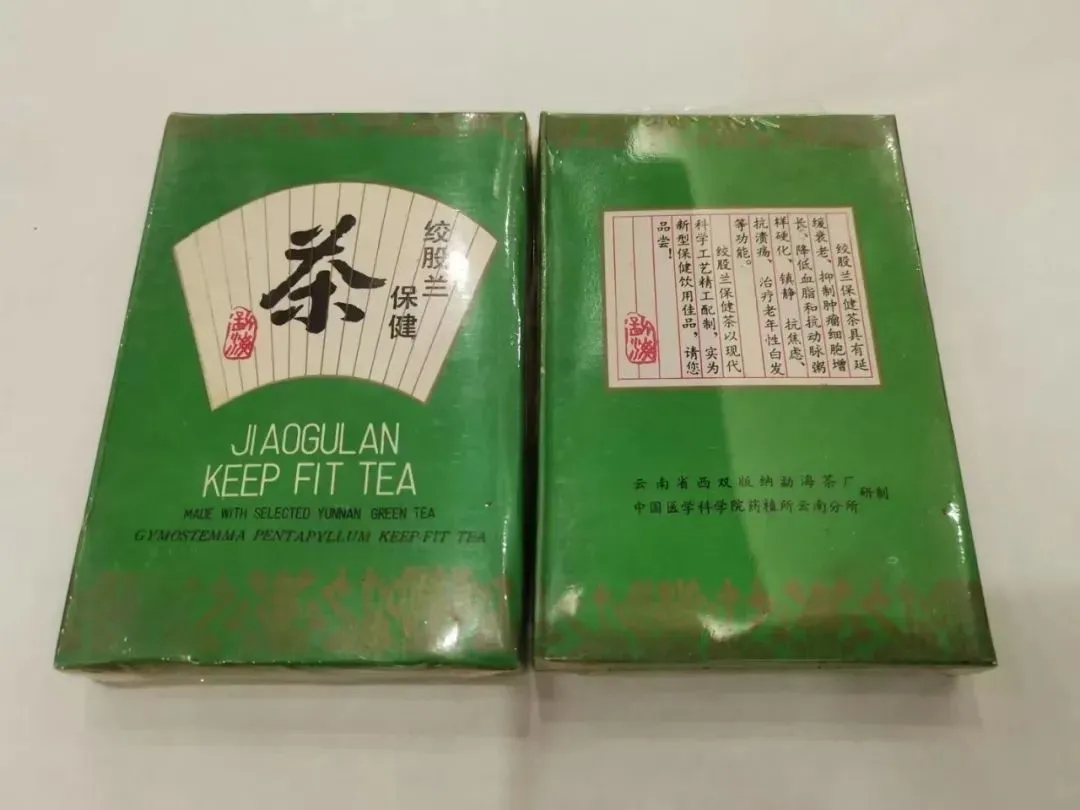 绞股兰
保健
茶
勐海
JIAOGULAN
KEEP FIT TEA
MADE WITH SELECTED YUNNAN GREEN TEA
GYMOSTEMMA PENTAPYLLUM KEEP-FIT TEA
绞股兰保健茶具有延
缓衰老、抑制肿瘤细胞增
长、降低血脂和抗动脉粥
样硬化、镇静 抗焦虑、
抗溃疡、治疗老年性白发
等功能。
绞股兰保健茶以现代
科学工艺精工配制，实为
新型保健饮用佳品，请您
品尝！
勐海
云南省西双版纳勐海茶厂
中国医学科学院药植所云南分所
研制